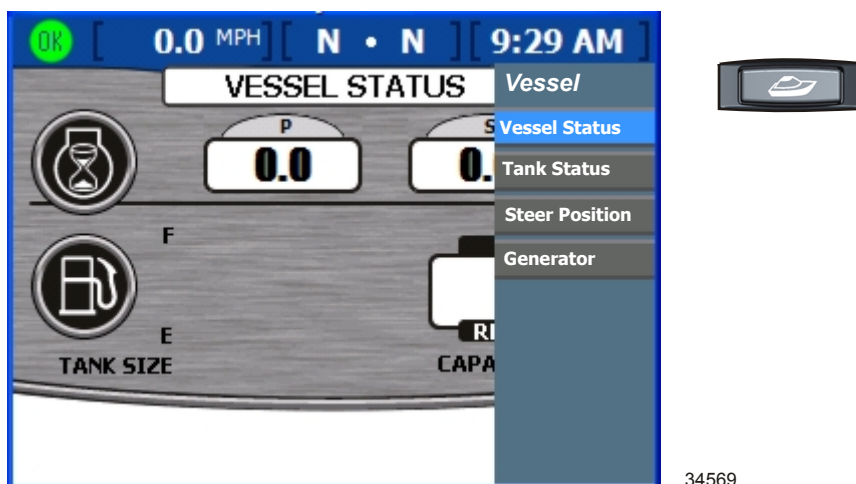 OK [ 0.0 MPH ][ N • N ][ 9:29 AM ]
VESSEL STATUS
Vessel
P
Vessel Status
0.0
Tank Status
Steer Position
F
Generator
E
TANK SIZE
34569